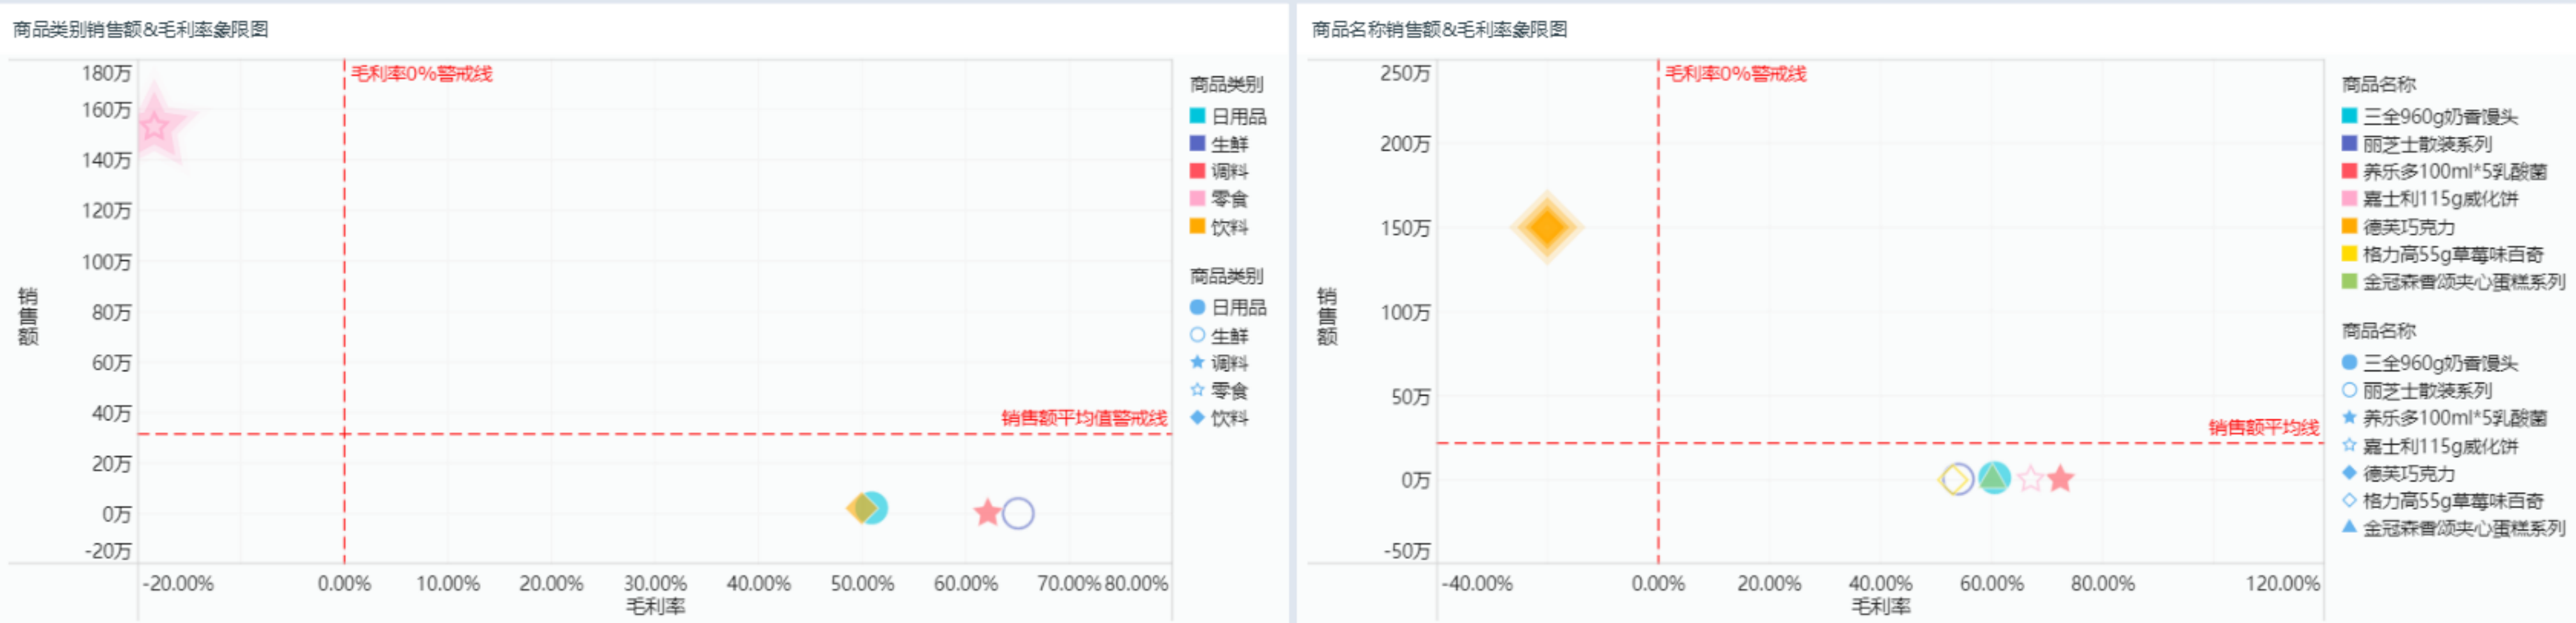 商品类别销售额&毛利率象限图
180万
160万
140万
120万
100万
80万
60万
40万
20万
0万
-20万
销售额
毛利率0%警戒线
销售额平均值警戒线
-20.00%
0.00%
10.00%
20.00%
30.00%
40.00%
50.00%
60.00%
70.00%
80.00%
毛利率
商品类别
日用品
生鲜
调料
零食
饮料
商品类别
日用品
生鲜
调料
零食
饮料
商品名称销售额&毛利率象限图
250万
200万
150万
100万
50万
0万
-50万
销售额
毛利率0%警戒线
销售额平均线
-40.00%
0.00%
20.00%
40.00%
60.00%
80.00%
120.00%
毛利率
商品名称
三全960g奶香馒头
丽芝士散装系列
养乐多100ml*5乳酸菌
嘉士利115g威化饼
德芙巧克力
格力高55g草莓味百奇
金冠森香颂夹心蛋糕系列
商品名称
三全960g奶香馒头
丽芝士散装系列
养乐多100ml*5乳酸菌
嘉士利115g威化饼
德芙巧克力
格力高55g草莓味百奇
金冠森香颂夹心蛋糕系列